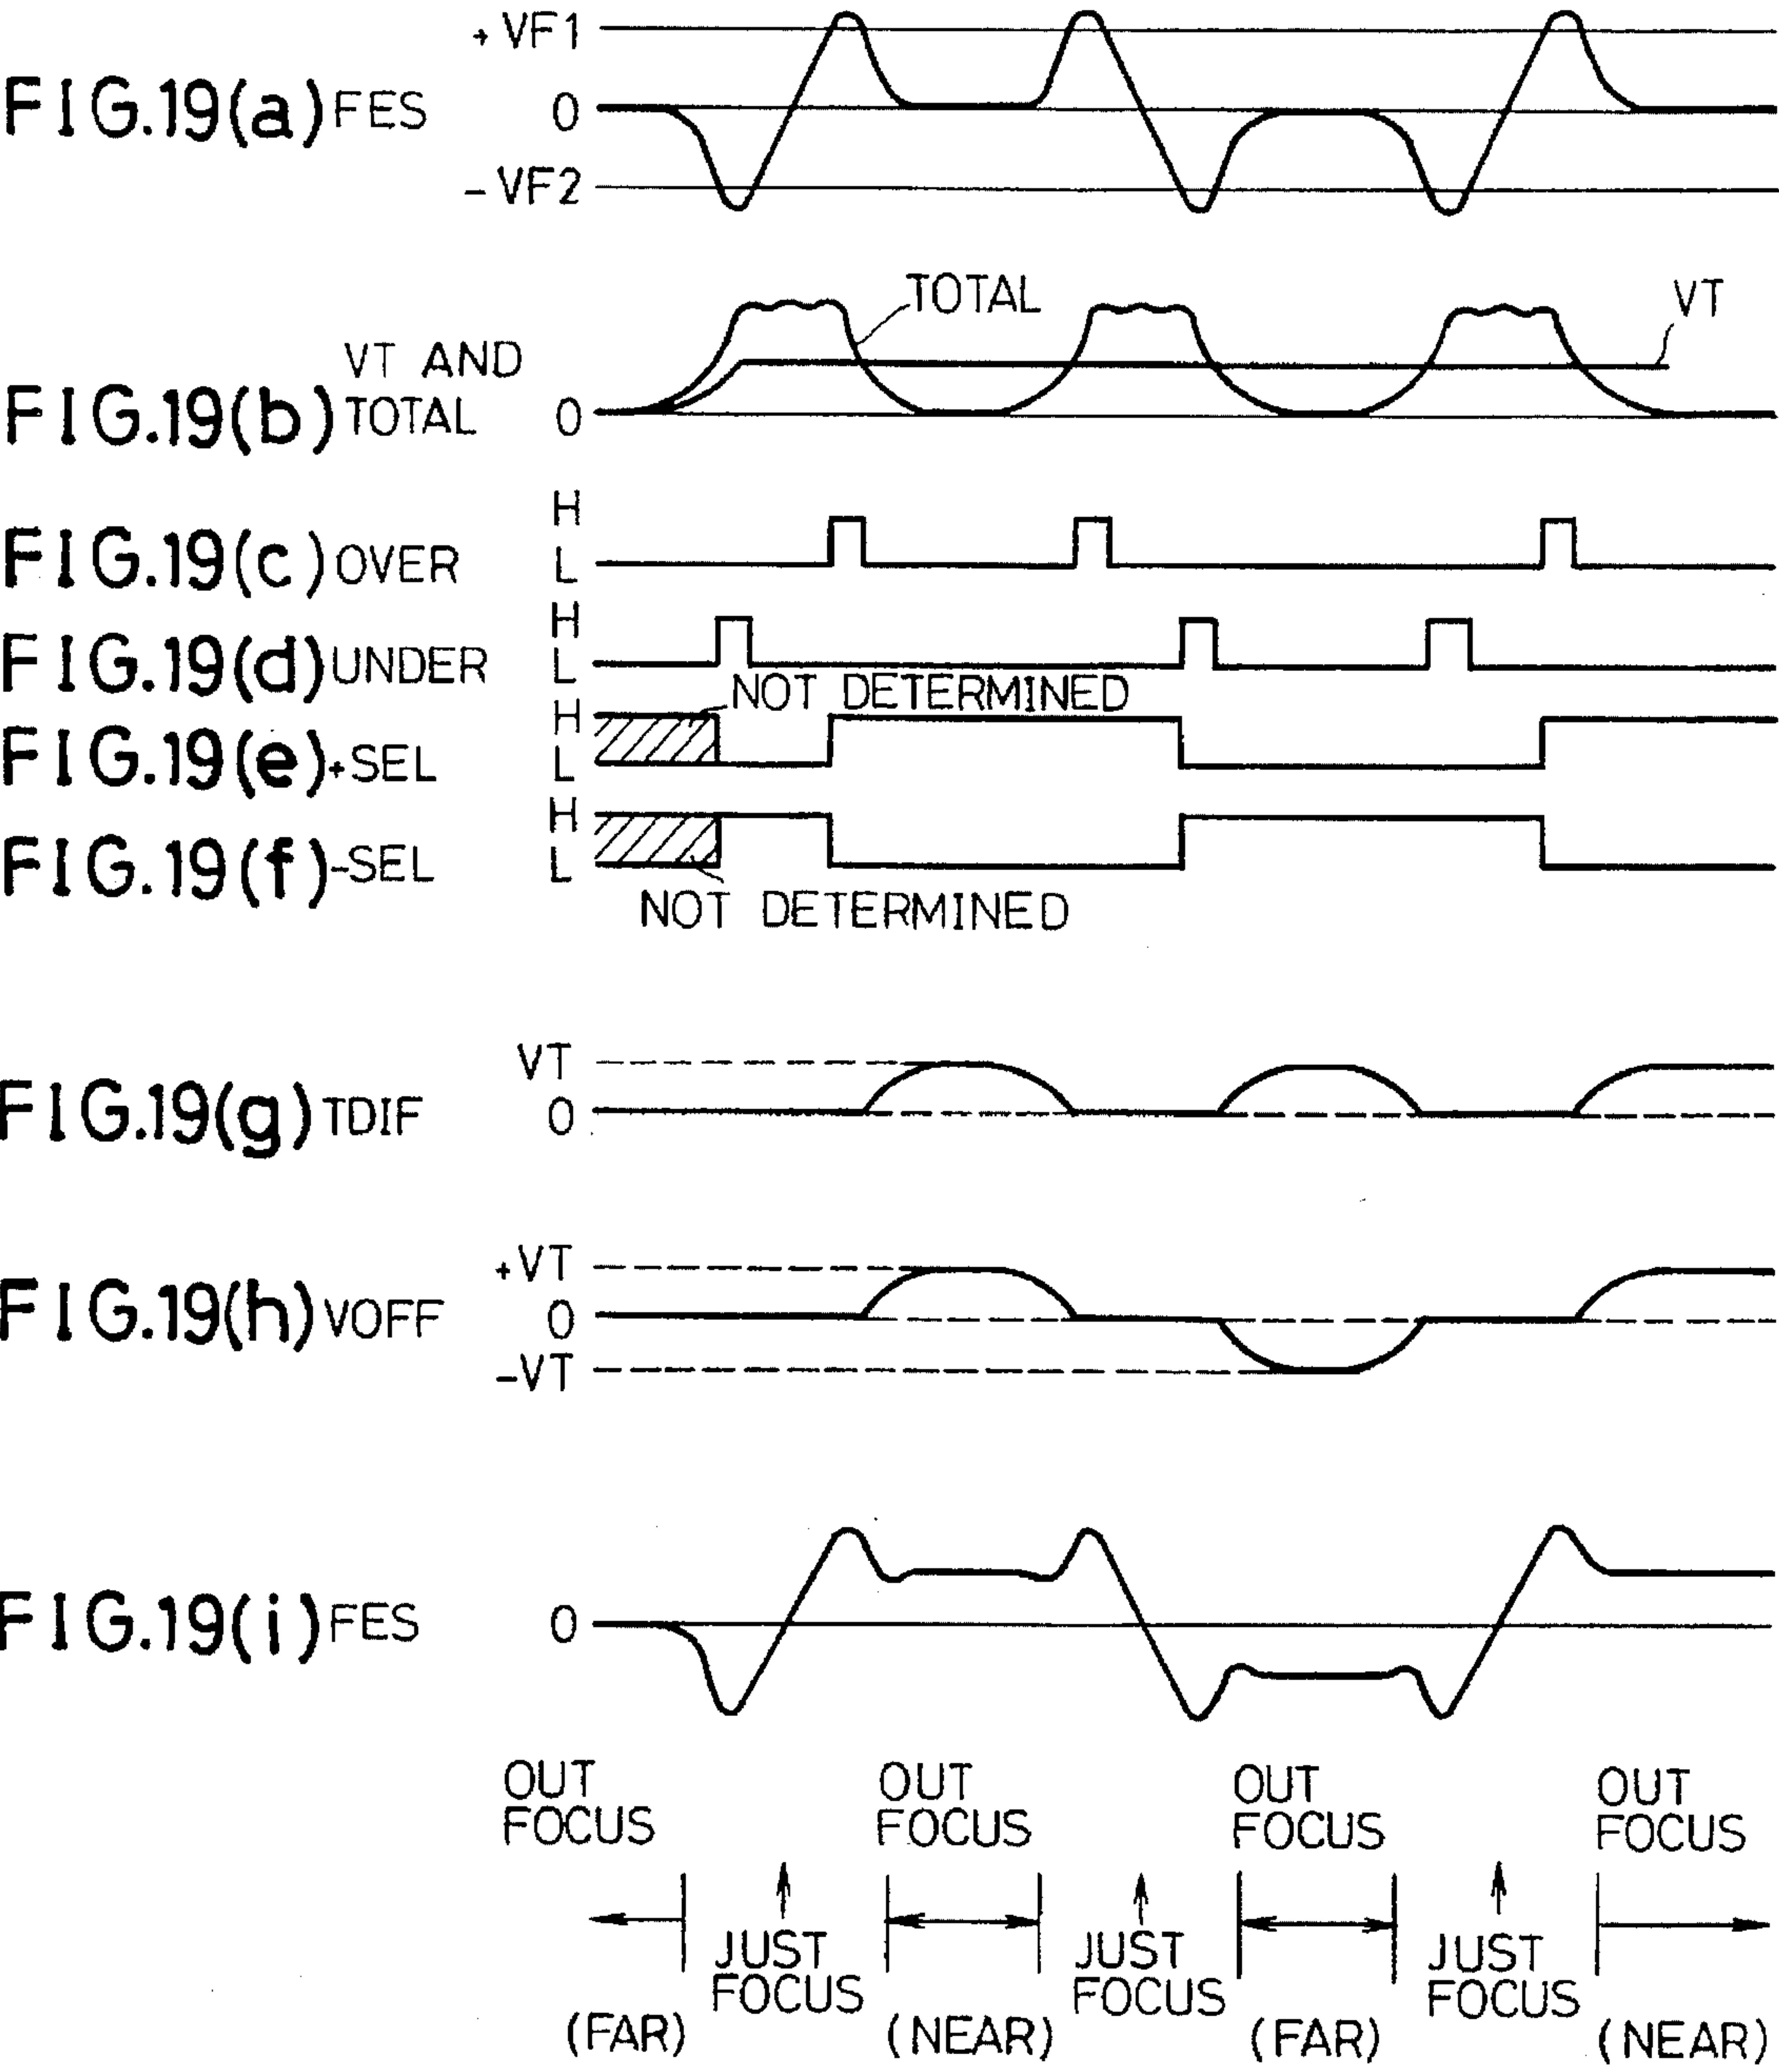 +VF1
FIG.19(a) FES 0
-VF2
TOTAL
VT
VT AND
FIG.19(b) TOTAL 0
H
FIG.19(c) OVER L
H
FIG.19(d) UNDER L
NOT DETERMINED
H
FIG.19(e) +SEL L
H
FIG.19(f) -SEL L
NOT DETERMINED
VT
FIG.19(g) TDIF 0
+VT
FIG.19(h) VOFF 0
-VT
FIG.19(i) FES 0
OUT FOCUS
OUT FOCUS
OUT FOCUS
OUT FOCUS
JUST FOCUS
JUST FOCUS
JUST FOCUS
(FAR) (NEAR) (FAR) (NEAR)